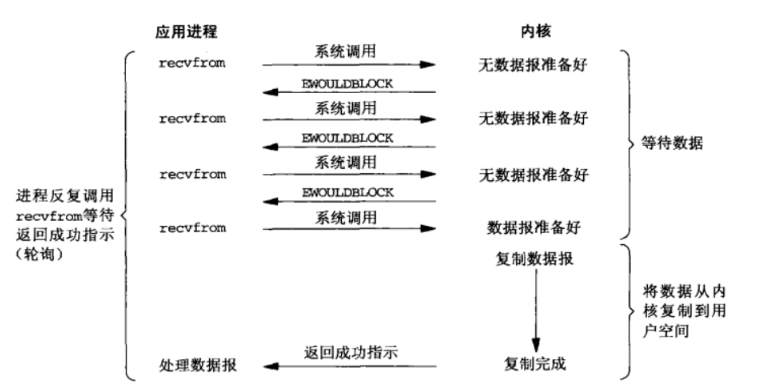 应用进程
内核
recvfrom
系统调用
无数据报准备好
EWOULDBLOCK
recvfrom
系统调用
无数据报准备好
EWOULDBLOCK
recvfrom
系统调用
无数据报准备好
EWOULDBLOCK
recvfrom
系统调用
数据报准备好
等待数据
进程反复调用
recvfrom等待
返回成功指示
(轮询)
复制数据报
将数据从内
核复制到用
户空间
处理数据报
返回成功指示
复制完成